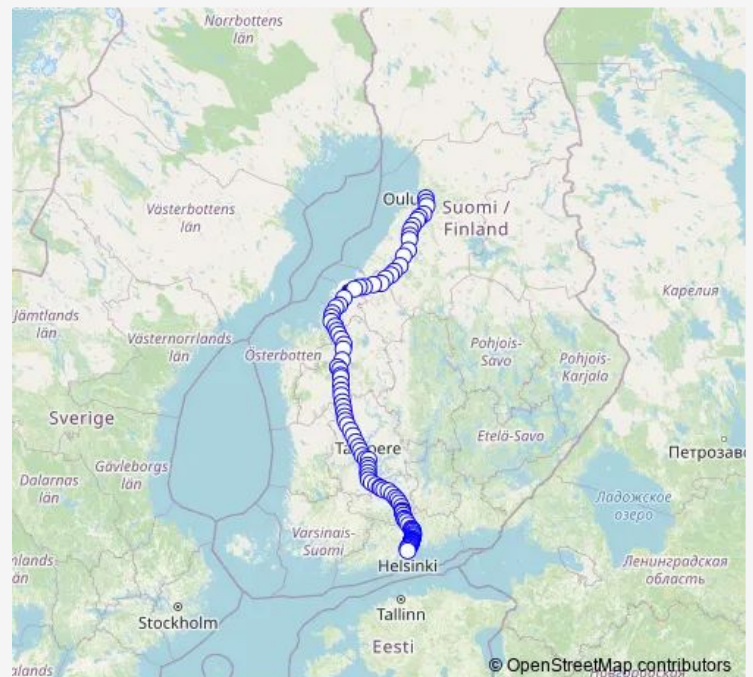 Norrbottens
län
Oulu
Suomi /
Finland
Västerbottens
län
Карелия
Jämtlands
län
Västernorrlands
län
Österbotten
Pohjois-
Savo
Pohjois-
Karjala
Sverige
Etelä-Savo
Gävleborgs
län
Dalarnas
län
Ладожское
озеро
Varsinais-
Suomi
Helsinki
Ленинградская
область
Stockholm
Tallinn
Eesti
© OpenStreetMap contributors